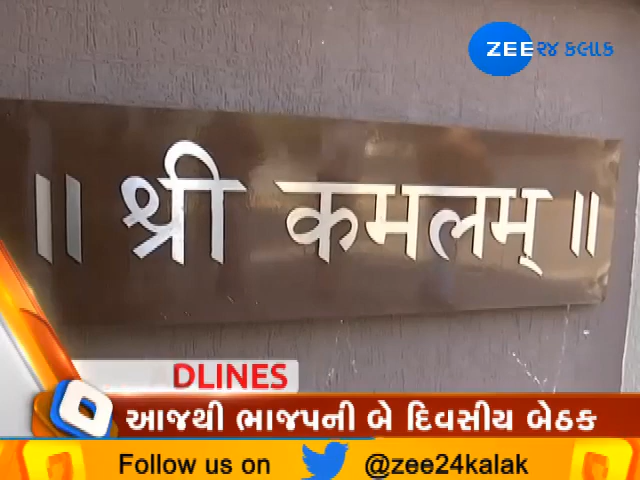 ZEE ૨૪ કલાક
॥ श्री कमलम् ॥
DLINES
આજથી ભાજપની બે દિવસીય બેઠક
Follow us on @zee24kalak